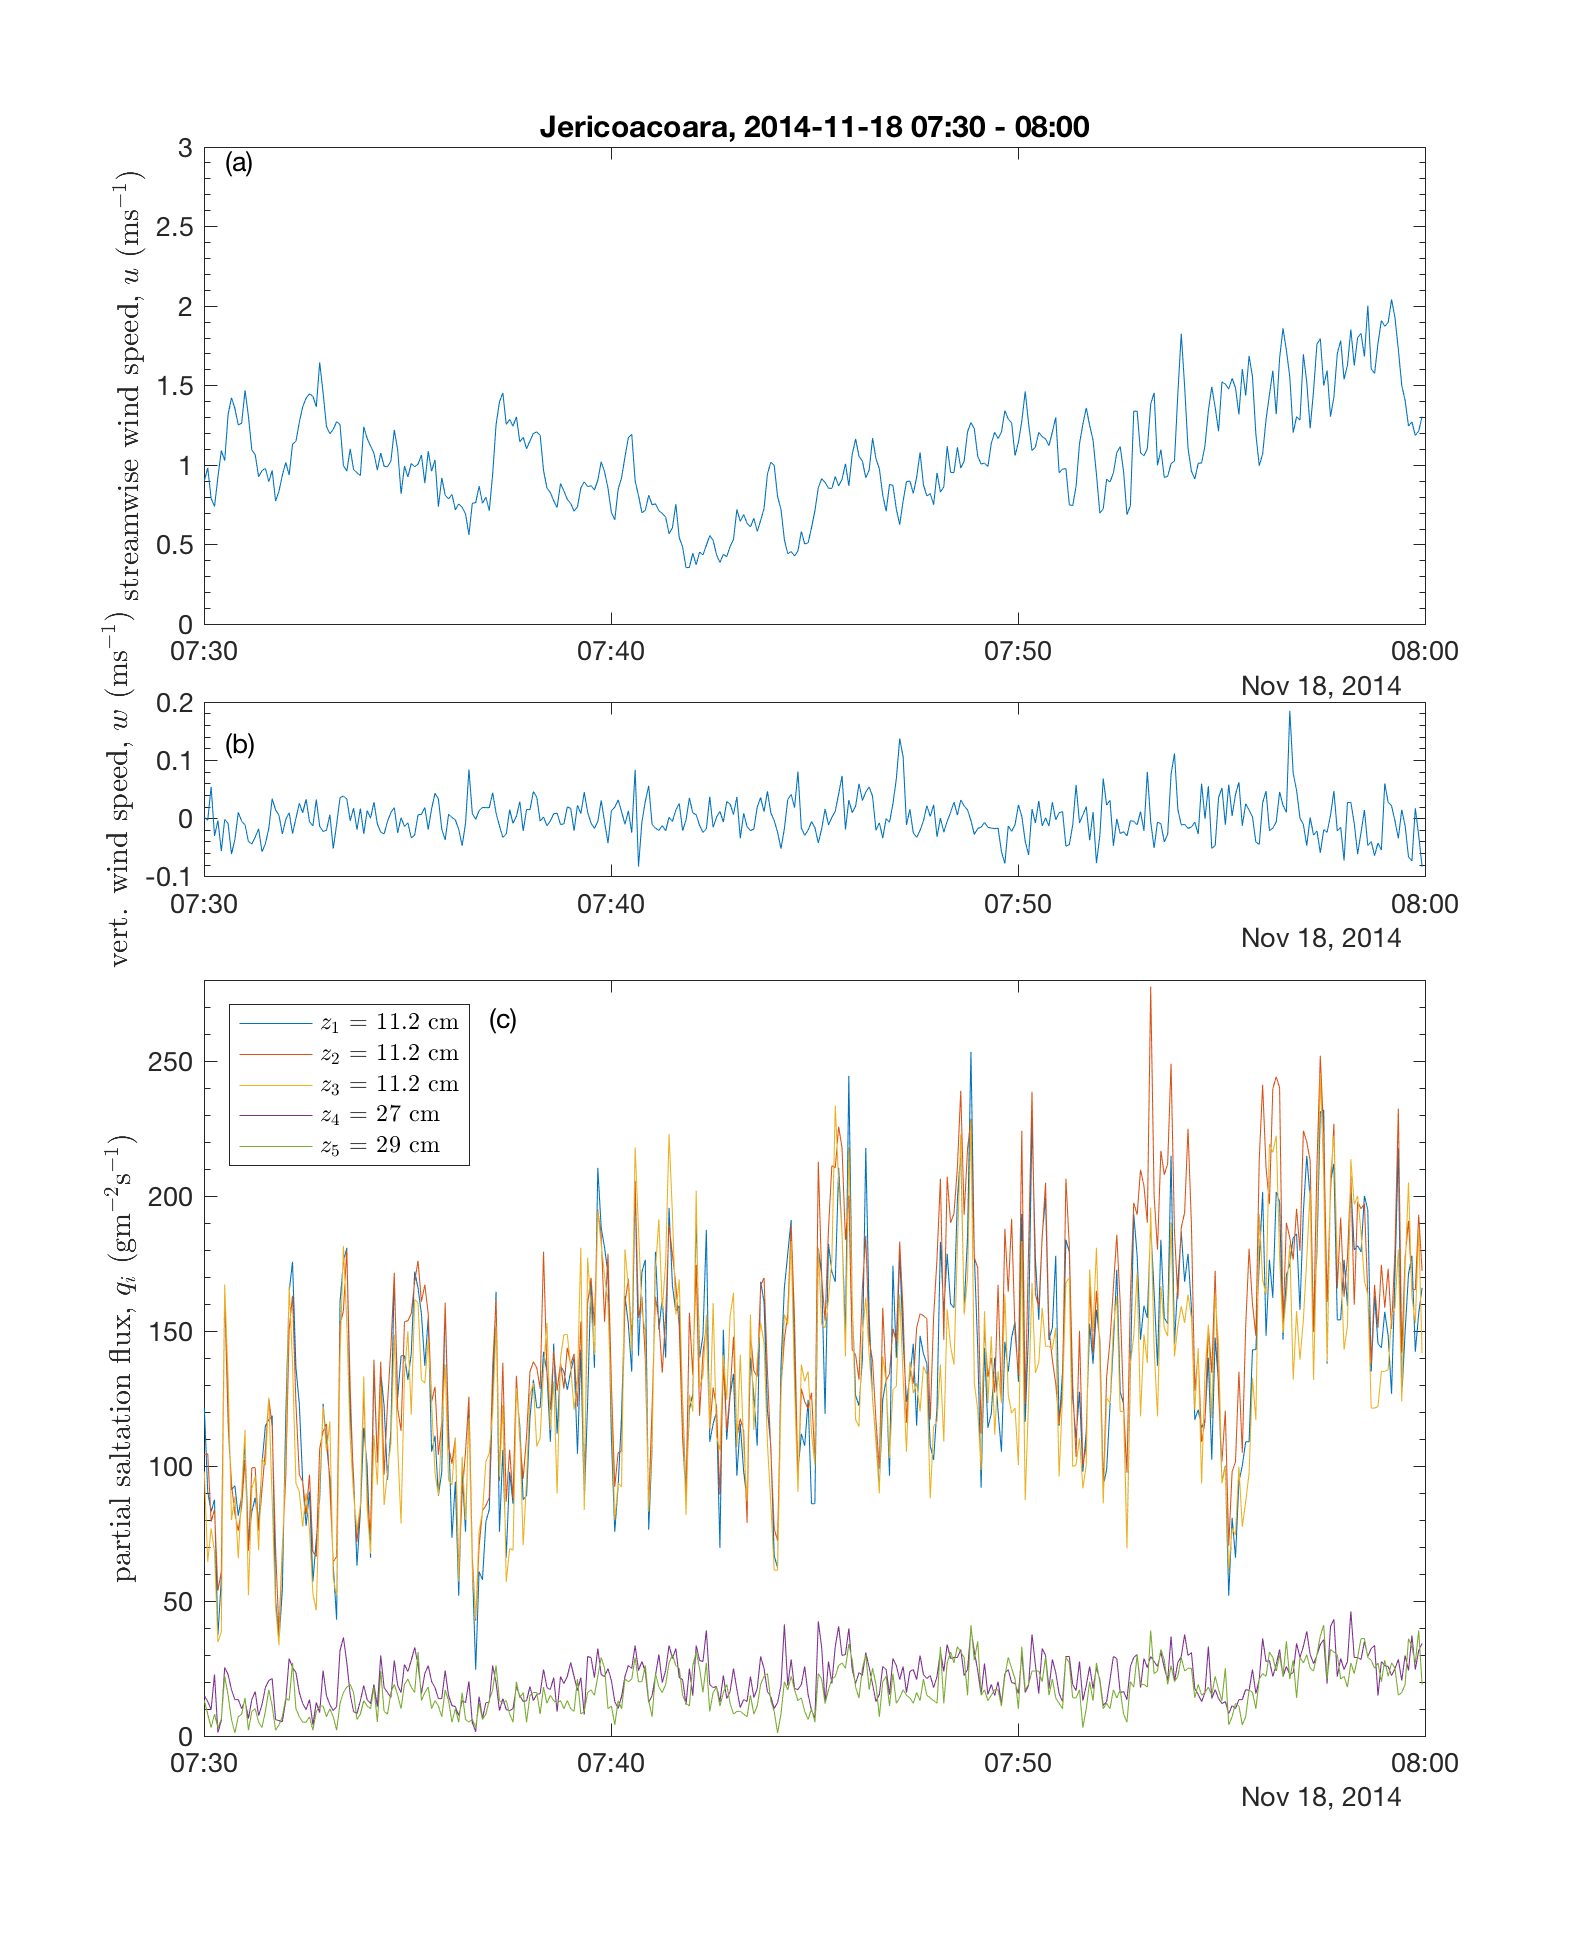 Jericoacoara, 2014-11-18 07:30 - 08:00
(a)
streamwise wind speed, u (ms⁻¹)
3
2.5
2
1.5
1
0.5
0
07:30 07:40 07:50 08:00
Nov 18, 2014
(b)
vert. wind speed, w (ms⁻¹)
0.2
0.1
0
-0.1
07:30 07:40 07:50 08:00
Nov 18, 2014
(c)
z₁ = 11.2 cm
z₂ = 11.2 cm
z₃ = 11.2 cm
z₄ = 27 cm
z₅ = 29 cm
partial saltation flux, qᵢ (gm⁻²s⁻¹)
250
200
150
100
50
0
07:30 07:40 07:50 08:00
Nov 18, 2014